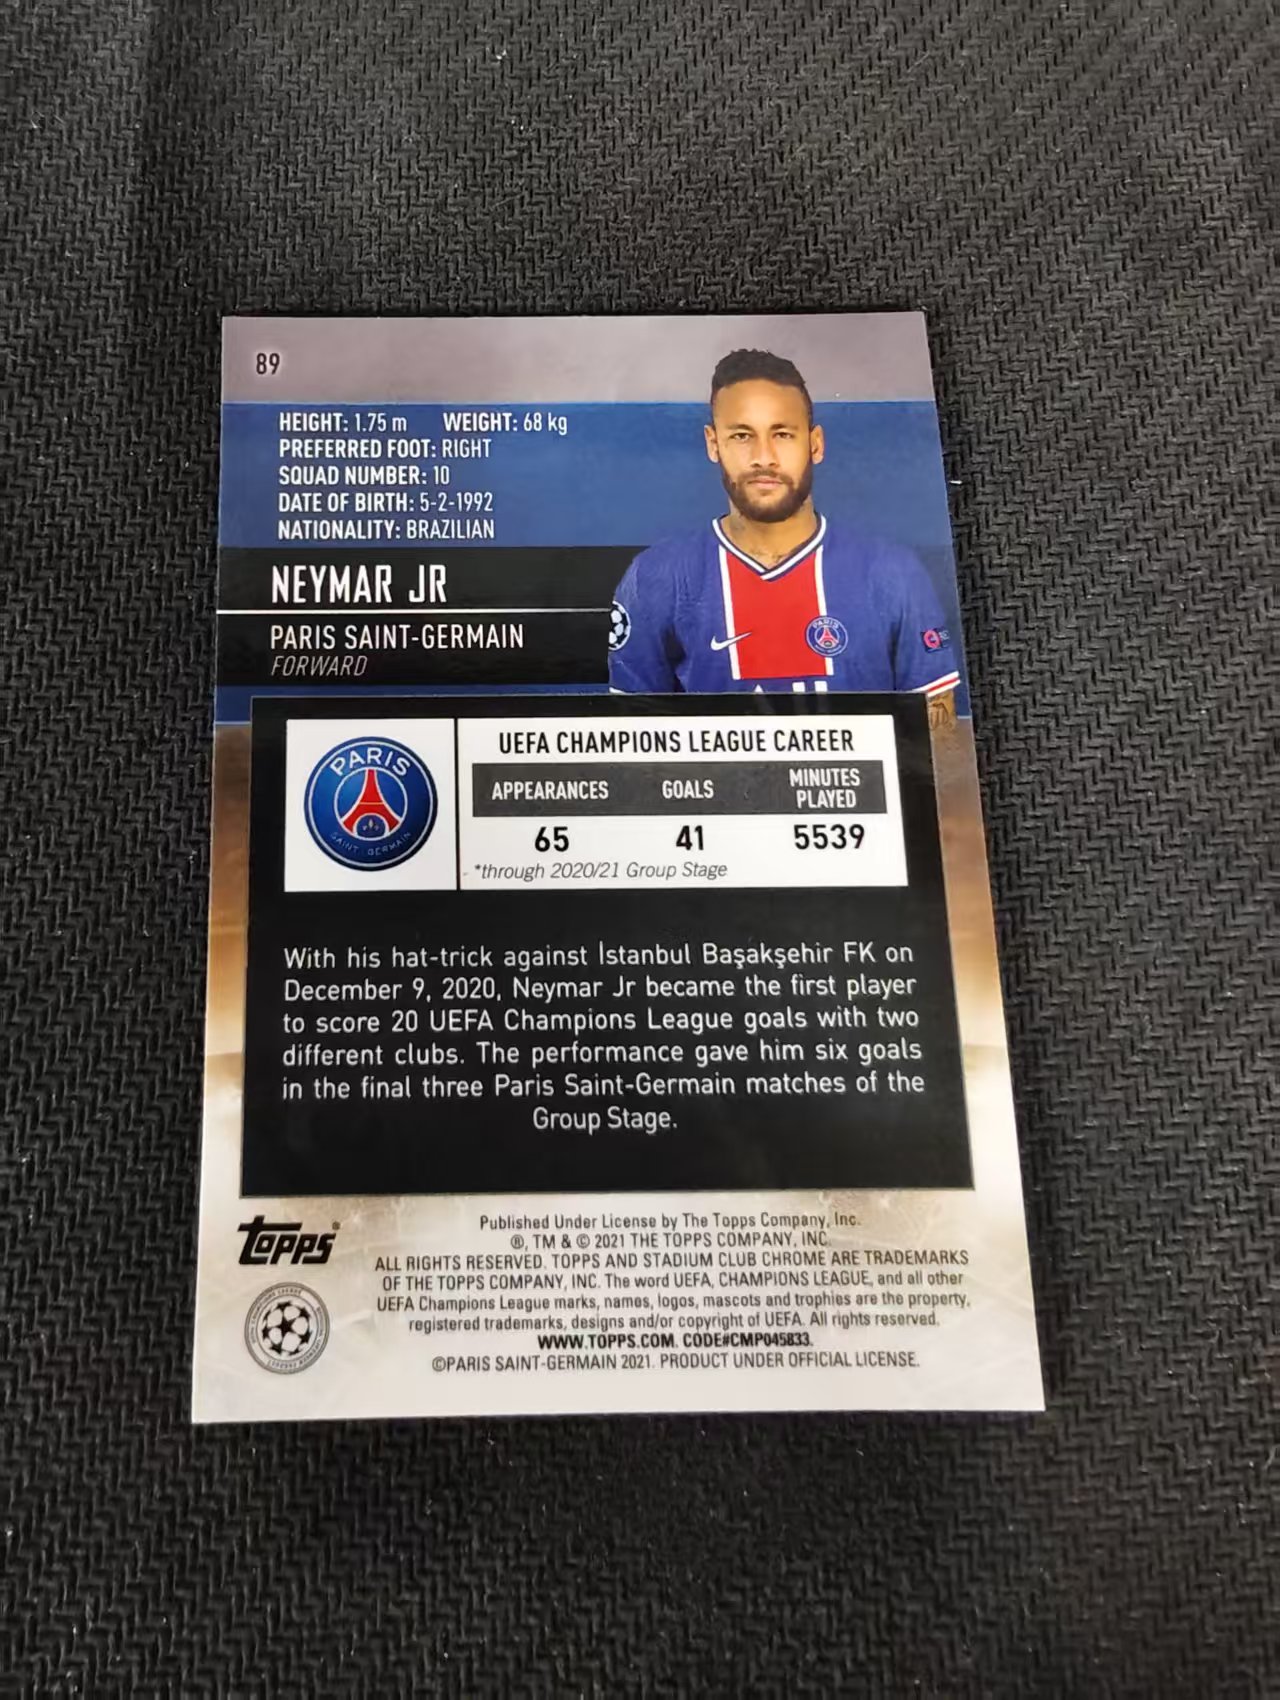 89
HEIGHT: 1.75 m WEIGHT: 68 kg
PREFERRED FOOT: RIGHT
SQUAD NUMBER: 10
DATE OF BIRTH: 5-2-1992
NATIONALITY: BRAZILIAN
NEYMAR JR
PARIS SAINT-GERMAIN
FORWARD
PARIS
SAINT-GERMAIN
UEFA CHAMPIONS LEAGUE CAREER
APPEARANCES GOALS MINUTES PLAYED
65 41 5539
*through 2020/21 Group Stage
With his hat-trick against İstanbul Başakşehir FK on
December 9, 2020, Neymar Jr became the first player
to score 20 UEFA Champions League goals with two
different clubs. The performance gave him six goals
in the final three Paris Saint-Germain matches of the
Group Stage.
Topps®
Published Under License by The Topps Company, Inc.
®, TM & © 2021 THE TOPPS COMPANY, INC.
ALL RIGHTS RESERVED. TOPPS AND STADIUM CLUB CHROME ARE TRADEMARKS
OF THE TOPPS COMPANY, INC. The word UEFA, CHAMPIONS LEAGUE, and all other
UEFA Champions League marks, names, logos, mascots and trophies are the property,
registered trademarks, designs and/or copyright of UEFA. All rights reserved.
WWW.TOPPS.COM. CODE#CMP045833.
©PARIS SAINT-GERMAIN 2021. PRODUCT UNDER OFFICIAL LICENSE.